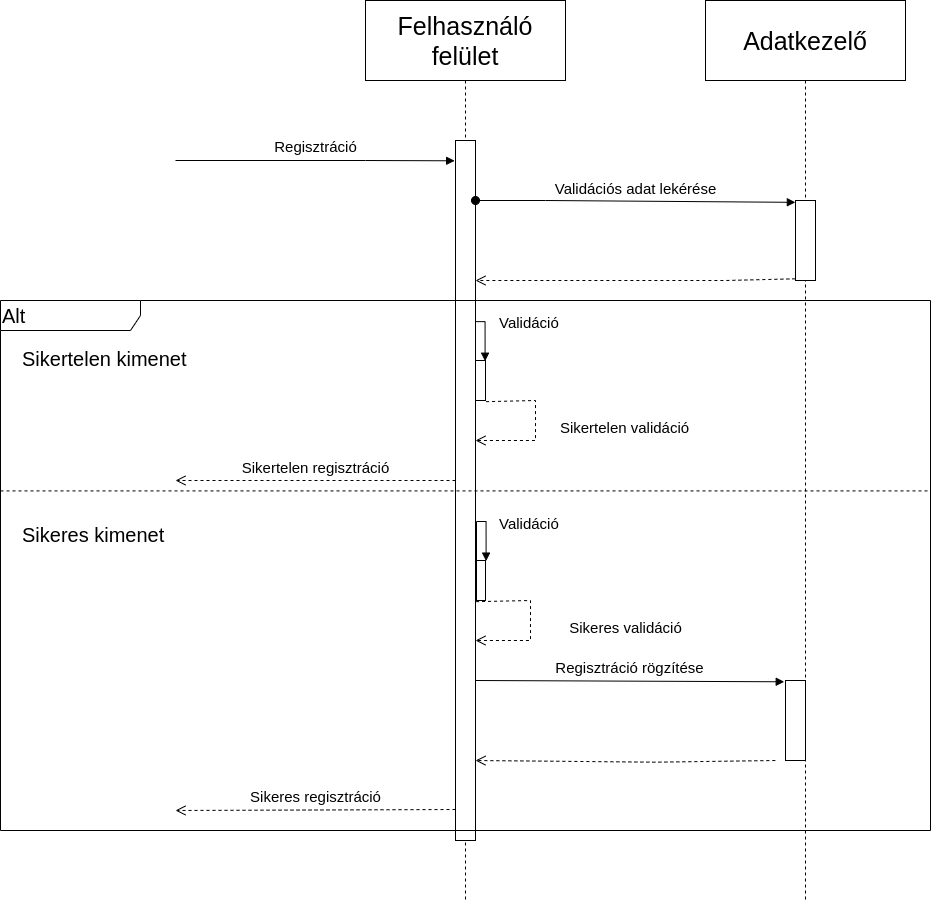 Felhasználó
felület
Adatkezelő
Regisztráció
Validációs adat lekérése
Alt
Validáció
Sikertelen kimenet
Sikertelen validáció
Sikertelen regisztráció
Validáció
Sikeres kimenet
Sikeres validáció
Regisztráció rögzítése
Sikeres regisztráció